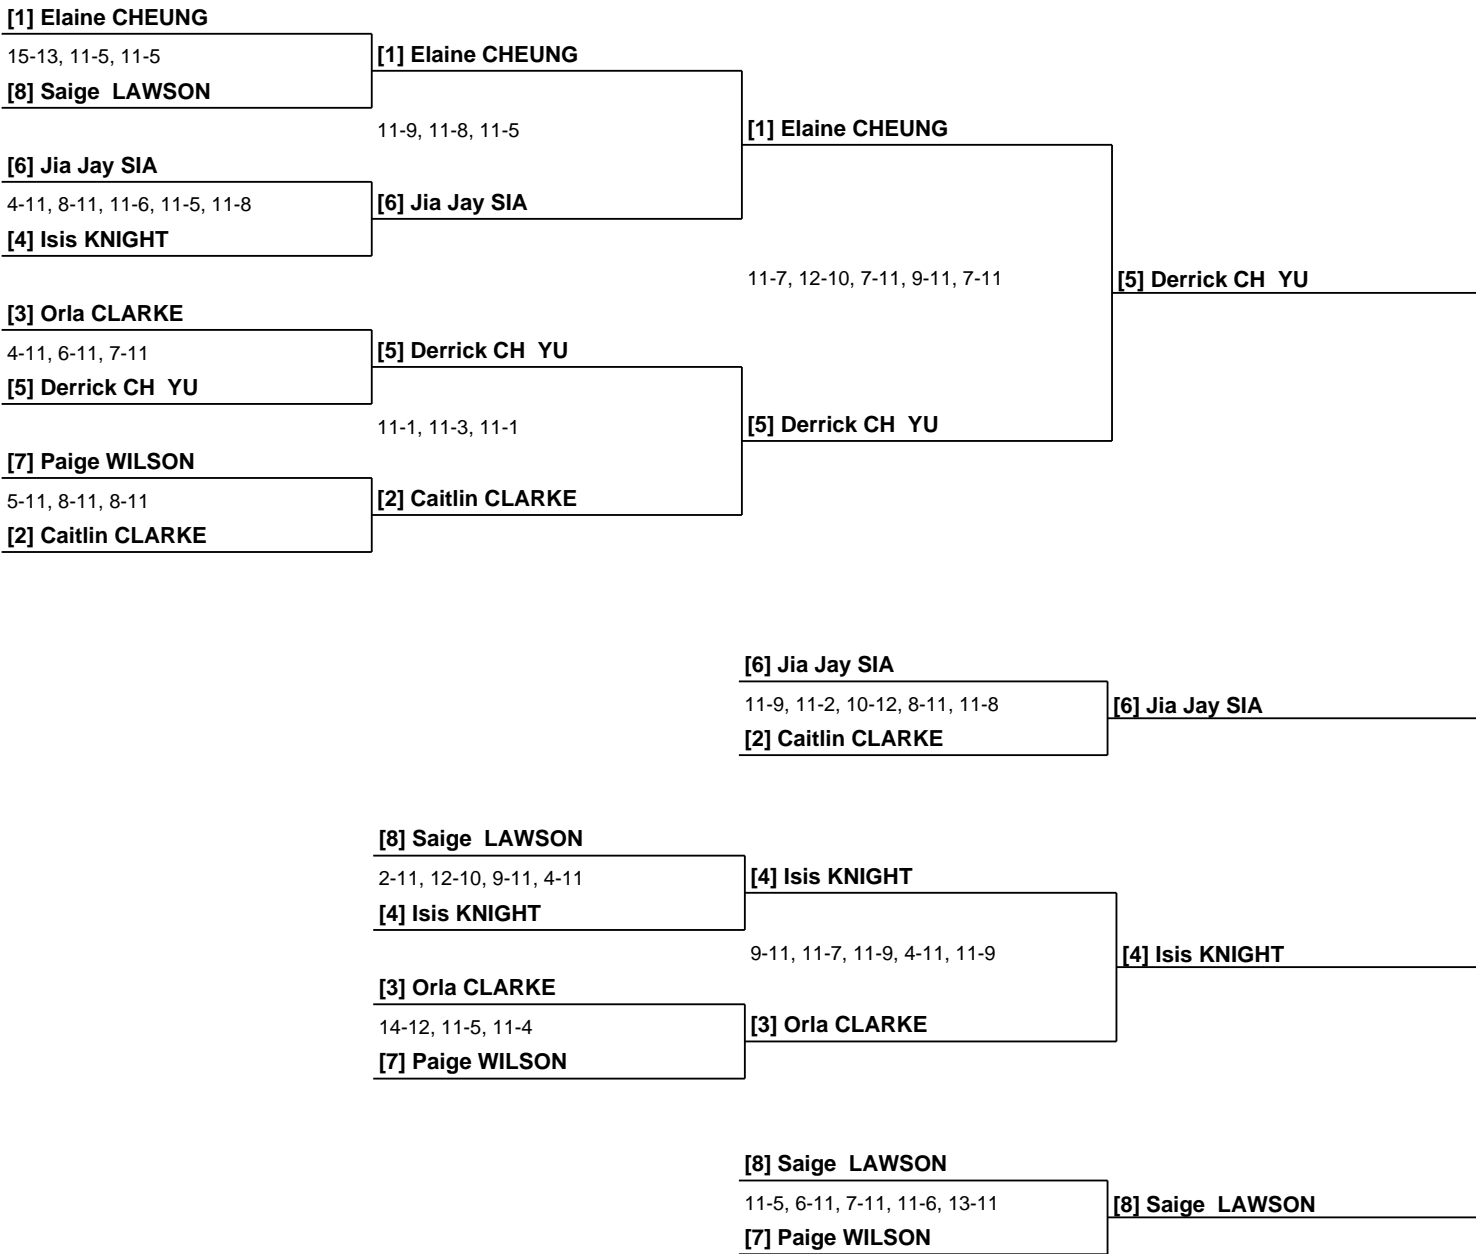 [1] Elaine CHEUNG
15-13, 11-5, 11-5
[8] Saige  LAWSON
[6] Jia Jay SIA
4-11, 8-11, 11-6, 11-5, 11-8
[4] Isis KNIGHT
[3] Orla CLARKE
4-11, 6-11, 7-11
[5] Derrick CH  YU
[7] Paige WILSON
5-11, 8-11, 8-11
[2] Caitlin CLARKE
[1] Elaine CHEUNG
11-9, 11-8, 11-5
[6] Jia Jay SIA
[5] Derrick CH  YU
11-1, 11-3, 11-1
[2] Caitlin CLARKE
[1] Elaine CHEUNG
11-7, 12-10, 7-11, 9-11, 7-11
[5] Derrick CH  YU
[5] Derrick CH  YU
[6] Jia Jay SIA
11-9, 11-2, 10-12, 8-11, 11-8
[2] Caitlin CLARKE
[6] Jia Jay SIA
[8] Saige  LAWSON
2-11, 12-10, 9-11, 4-11
[4] Isis KNIGHT
[3] Orla CLARKE
14-12, 11-5, 11-4
[7] Paige WILSON
[4] Isis KNIGHT
9-11, 11-7, 11-9, 4-11, 11-9
[3] Orla CLARKE
[4] Isis KNIGHT
[8] Saige  LAWSON
11-5, 6-11, 7-11, 11-6, 13-11
[7] Paige WILSON
[8] Saige  LAWSON